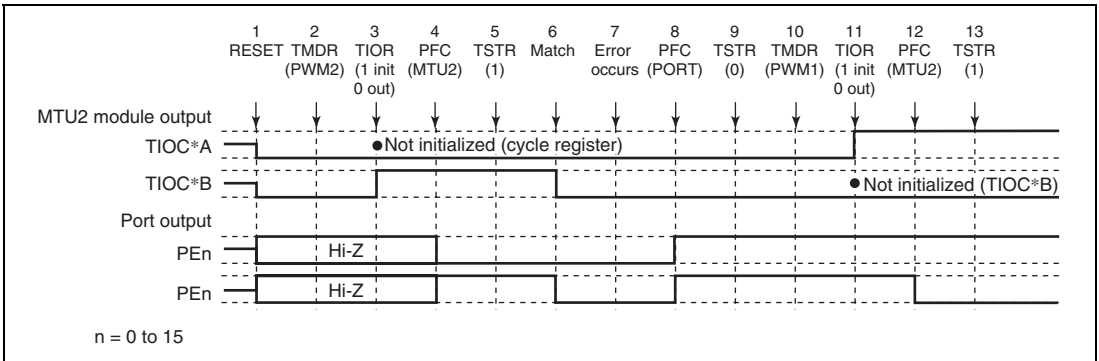 1 2 3 4 5 6 7 8 9 10 11 12 13
RESET TMDR TIOR PFC TSTR Match Error PFC TSTR TMDR TIOR PFC TSTR
(PWM2) (1 init (MTU2) (1) occurs (PORT) (0) (PWM1) (1 init (MTU2) (1)
0 out) 0 out)
MTU2 module output
TIOC*A
•Not initialized (cycle register)
TIOC*B
• Not initialized (TIOC*B)
Port output
PEn
Hi-Z
PEn
Hi-Z
n = 0 to 15